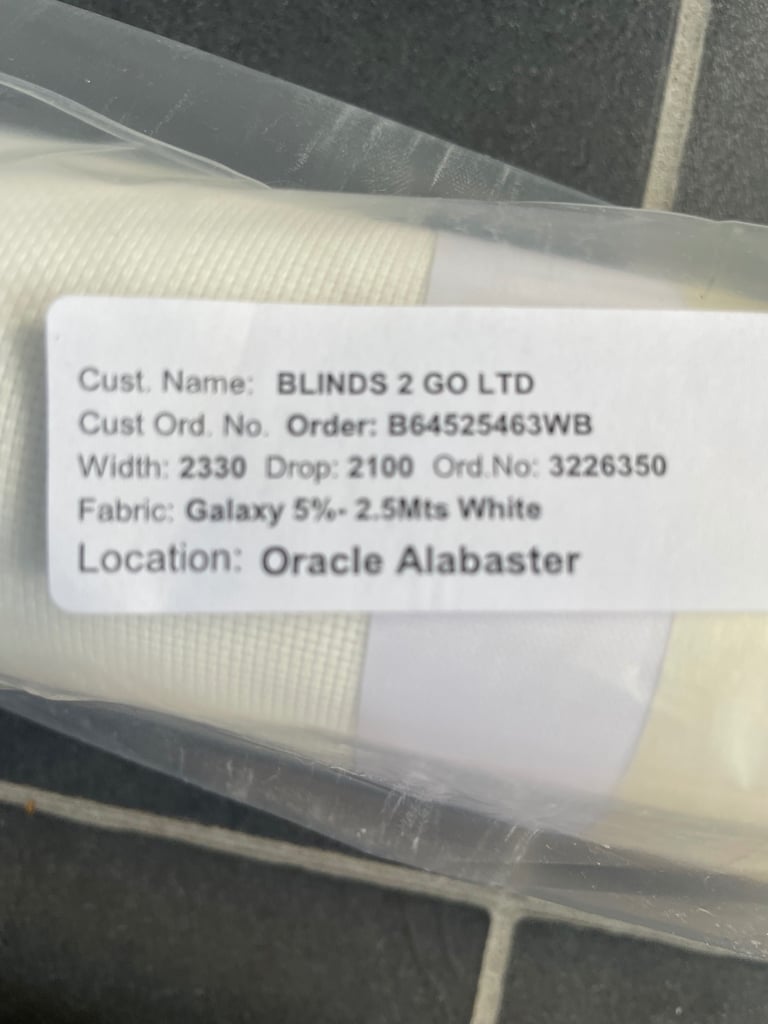 Cust. Name: BLINDS 2 GO LTD
Cust Ord. No. Order: B64525463WB
Width: 2330 Drop: 2100 Ord.No: 3226350
Fabric: Galaxy 5%- 2.5Mts White
Location: Oracle Alabaster